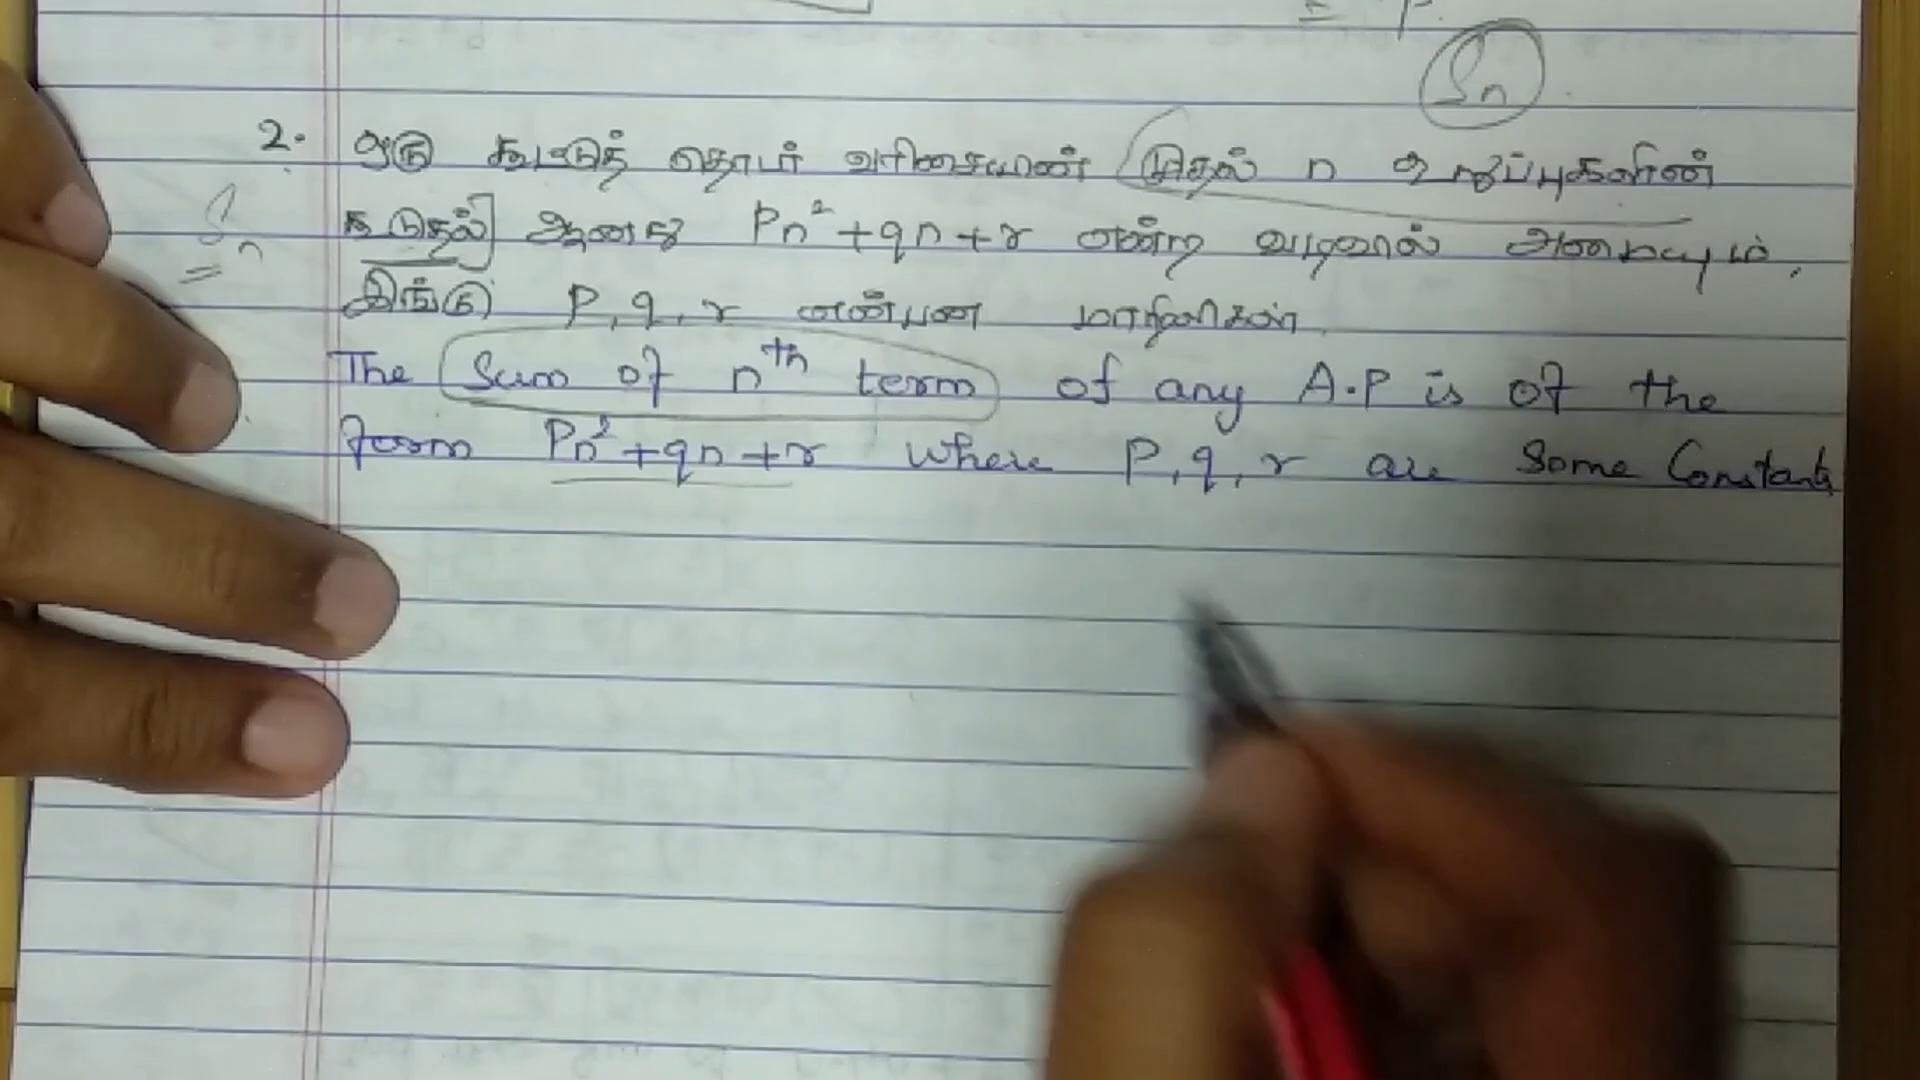 Sn
2. ஒரு கூட்டுத் தொடர் வரிசையான் முதல் n உறுப்புகளின்
Sn கூடுதல் ஆனது Pn²+qn+r என்ற வடிவில் அமையும்.
இங்கு P,q,r என்பன மாறிலிகள்
The Sum of nth term of any A.P is of the
form Pn²+qn+r where P,q,r are Some Constants